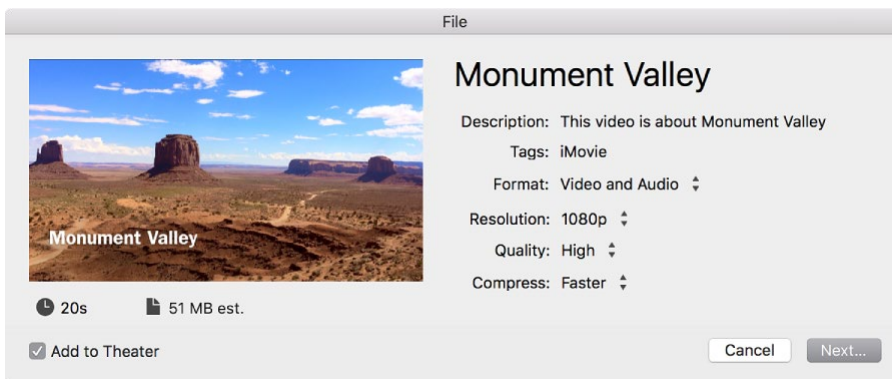 File
Monument Valley
Monument Valley
Description: This video is about Monument Valley
Tags: iMovie
Format: Video and Audio
Resolution: 1080p
Quality: High
Compress: Faster
20s
51 MB est.
Add to Theater
Cancel
Next...